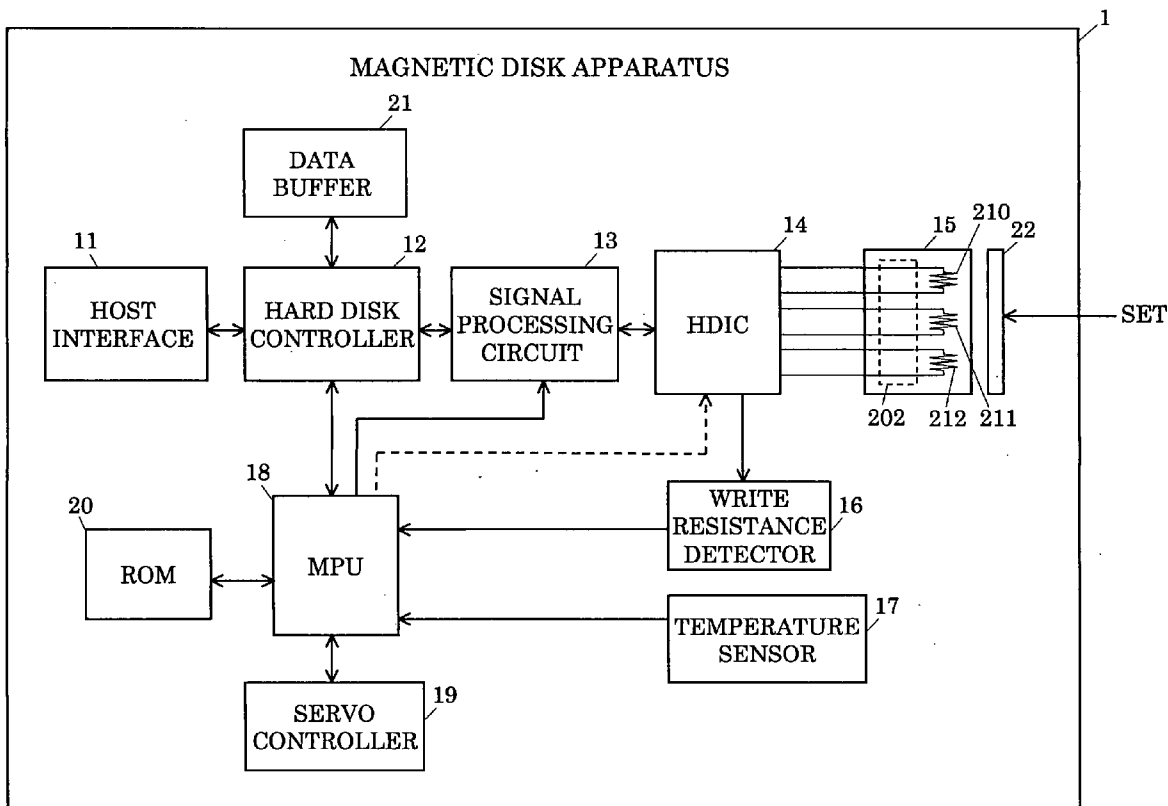 1
MAGNETIC DISK APPARATUS
21
DATA
BUFFER
11
HOST
INTERFACE
12
HARD DISK
CONTROLLER
13
SIGNAL
PROCESSING
CIRCUIT
14
HDIC
15
210
22
SET
202
212
211
18
MPU
20
ROM
WRITE
RESISTANCE
DETECTOR
16
17
TEMPERATURE
SENSOR
SERVO
CONTROLLER
19